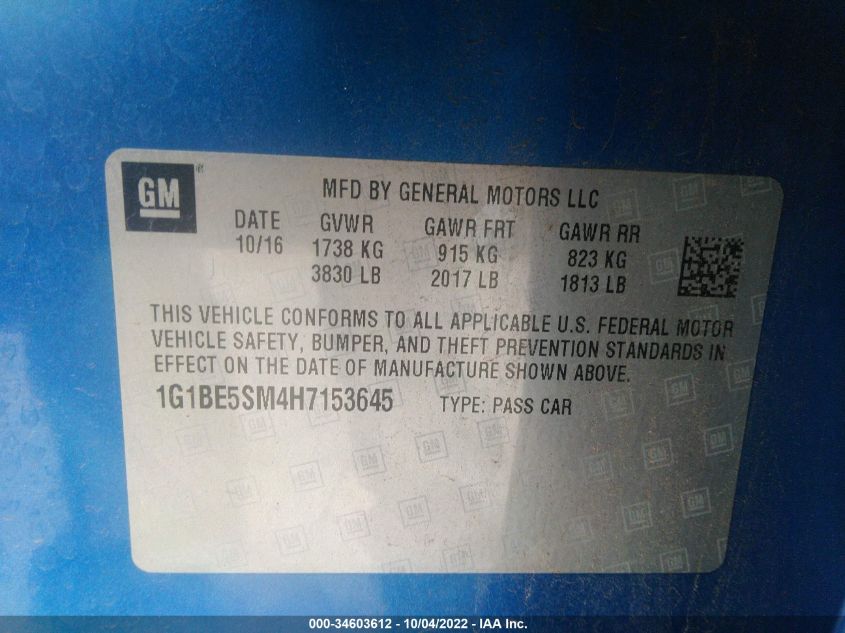 GM ®
MFD BY GENERAL MOTORS LLC
DATE GVWR GAWR FRT GAWR RR
10/16 1738 KG 915 KG 823 KG
3830 LB 2017 LB 1813 LB
THIS VEHICLE CONFORMS TO ALL APPLICABLE U.S. FEDERAL MOTOR
VEHICLE SAFETY, BUMPER, AND THEFT PREVENTION STANDARDS IN
EFFECT ON THE DATE OF MANUFACTURE SHOWN ABOVE.
1G1BE5SM4H7153645 TYPE: PASS CAR
000-34603612 - 10/04/2022 - IAA Inc.